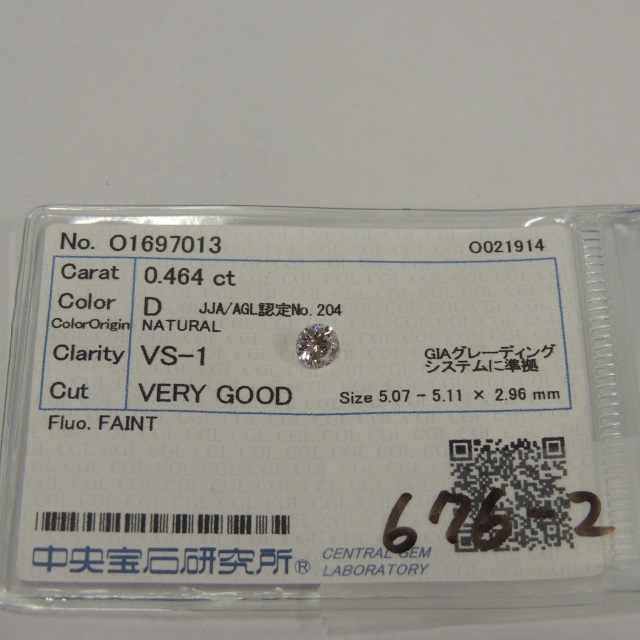 No. O1697013 O021914
Carat 0.464 ct
Color D JJA/AGL認定No.204
ColorOrigin NATURAL
Clarity VS-1 GIAグレーディング
システムに準拠
Cut VERY GOOD Size 5.07 - 5.11 × 2.96 mm
Fluo. FAINT
676-2
中央宝石研究所® CENTRAL GEM
LABORATORY